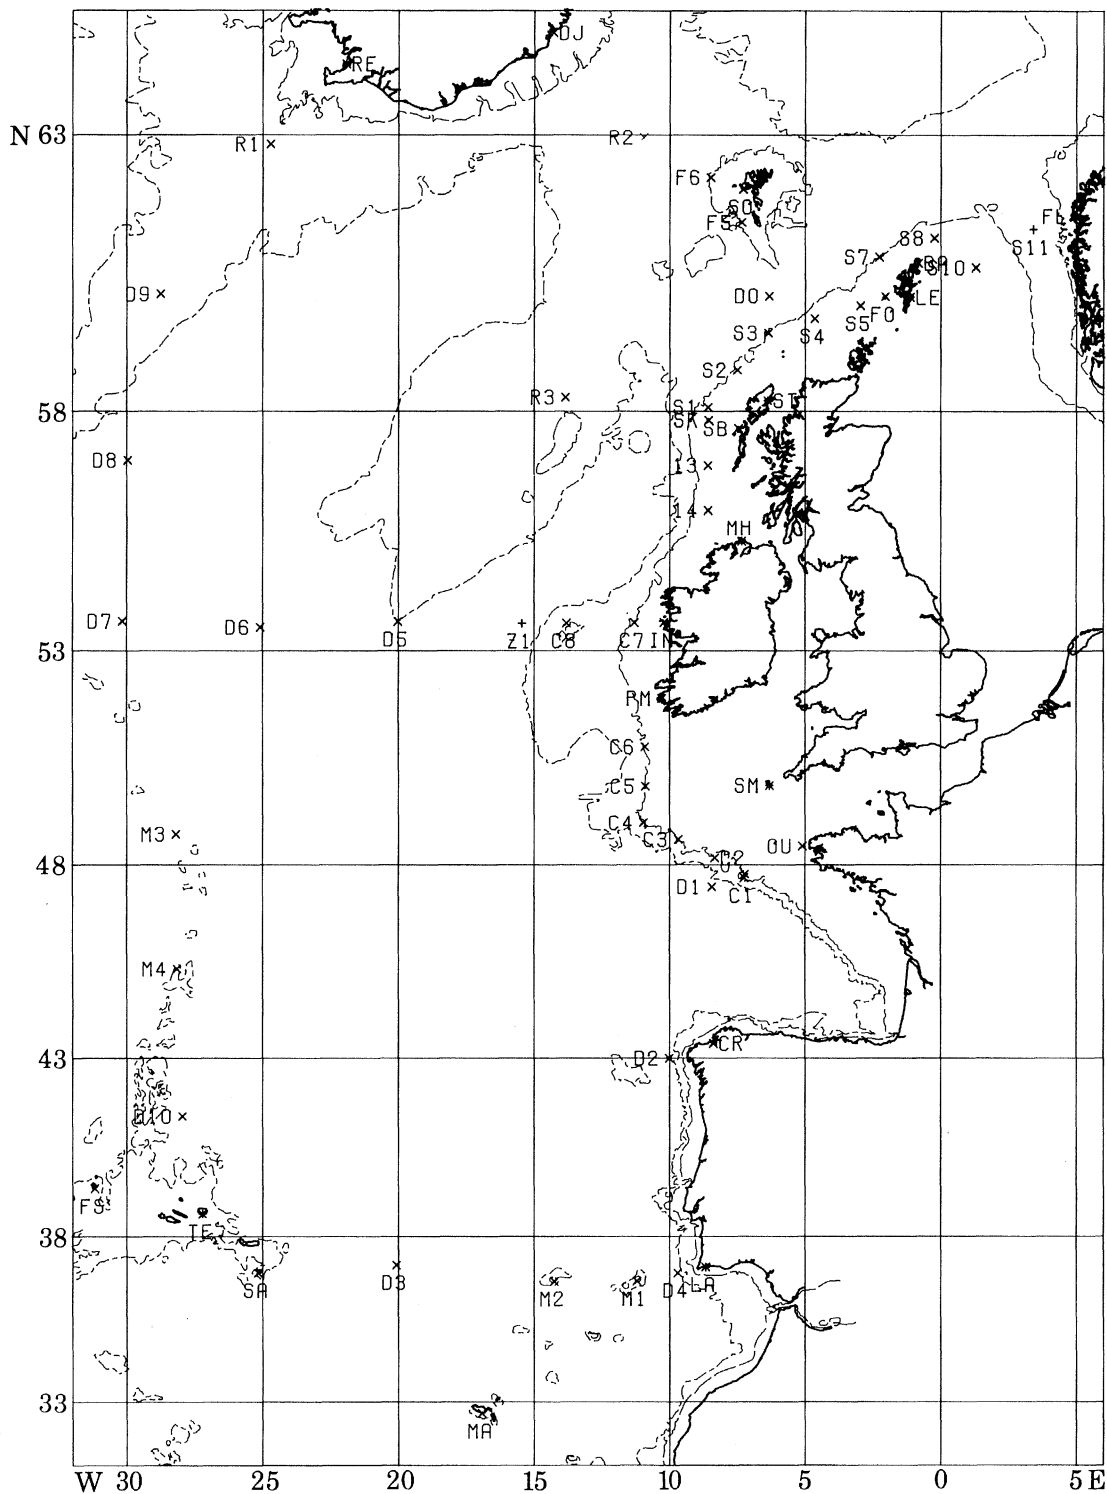 DJ
RE
N 63
R1
R2
F6
SO
F5
FL
S8
S11
S7
S10
D9
DO
LE
FO
S5
S4
S3
S2
R3
S1
ST
58
SK
SB
D8
13
14
MH
D7
D6
D5
Z1
C8
C7
IN
53
C6
C5
SM
C4
M3
C3
OU
48
C2
D1
C1
M4
CR
43
D2
D10
TE
38
SA
D3
M2
M1
D4
LA
33
MA
W 30
25
20
15
10
5
0
5 E